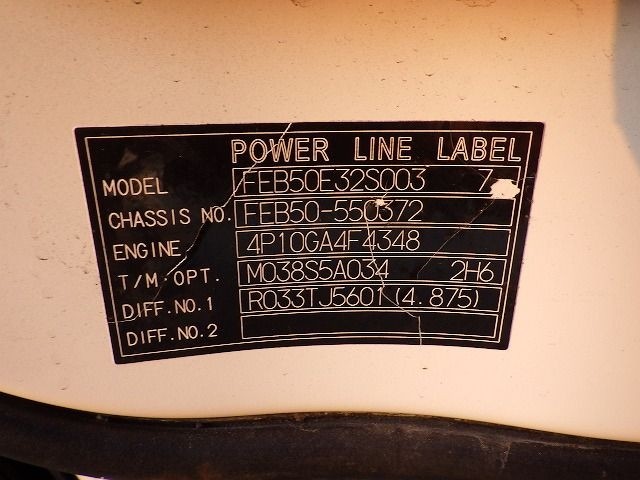 POWER LINE LABEL
MODEL FEB50E32S003 7
CHASSIS NO. FEB50-550372
ENGINE 4P10GA4F4348
T/M.OPT. M038S5A034 2H6
DIFF.NO.1 R033TJ5601(4.875)
DIFF.NO.2